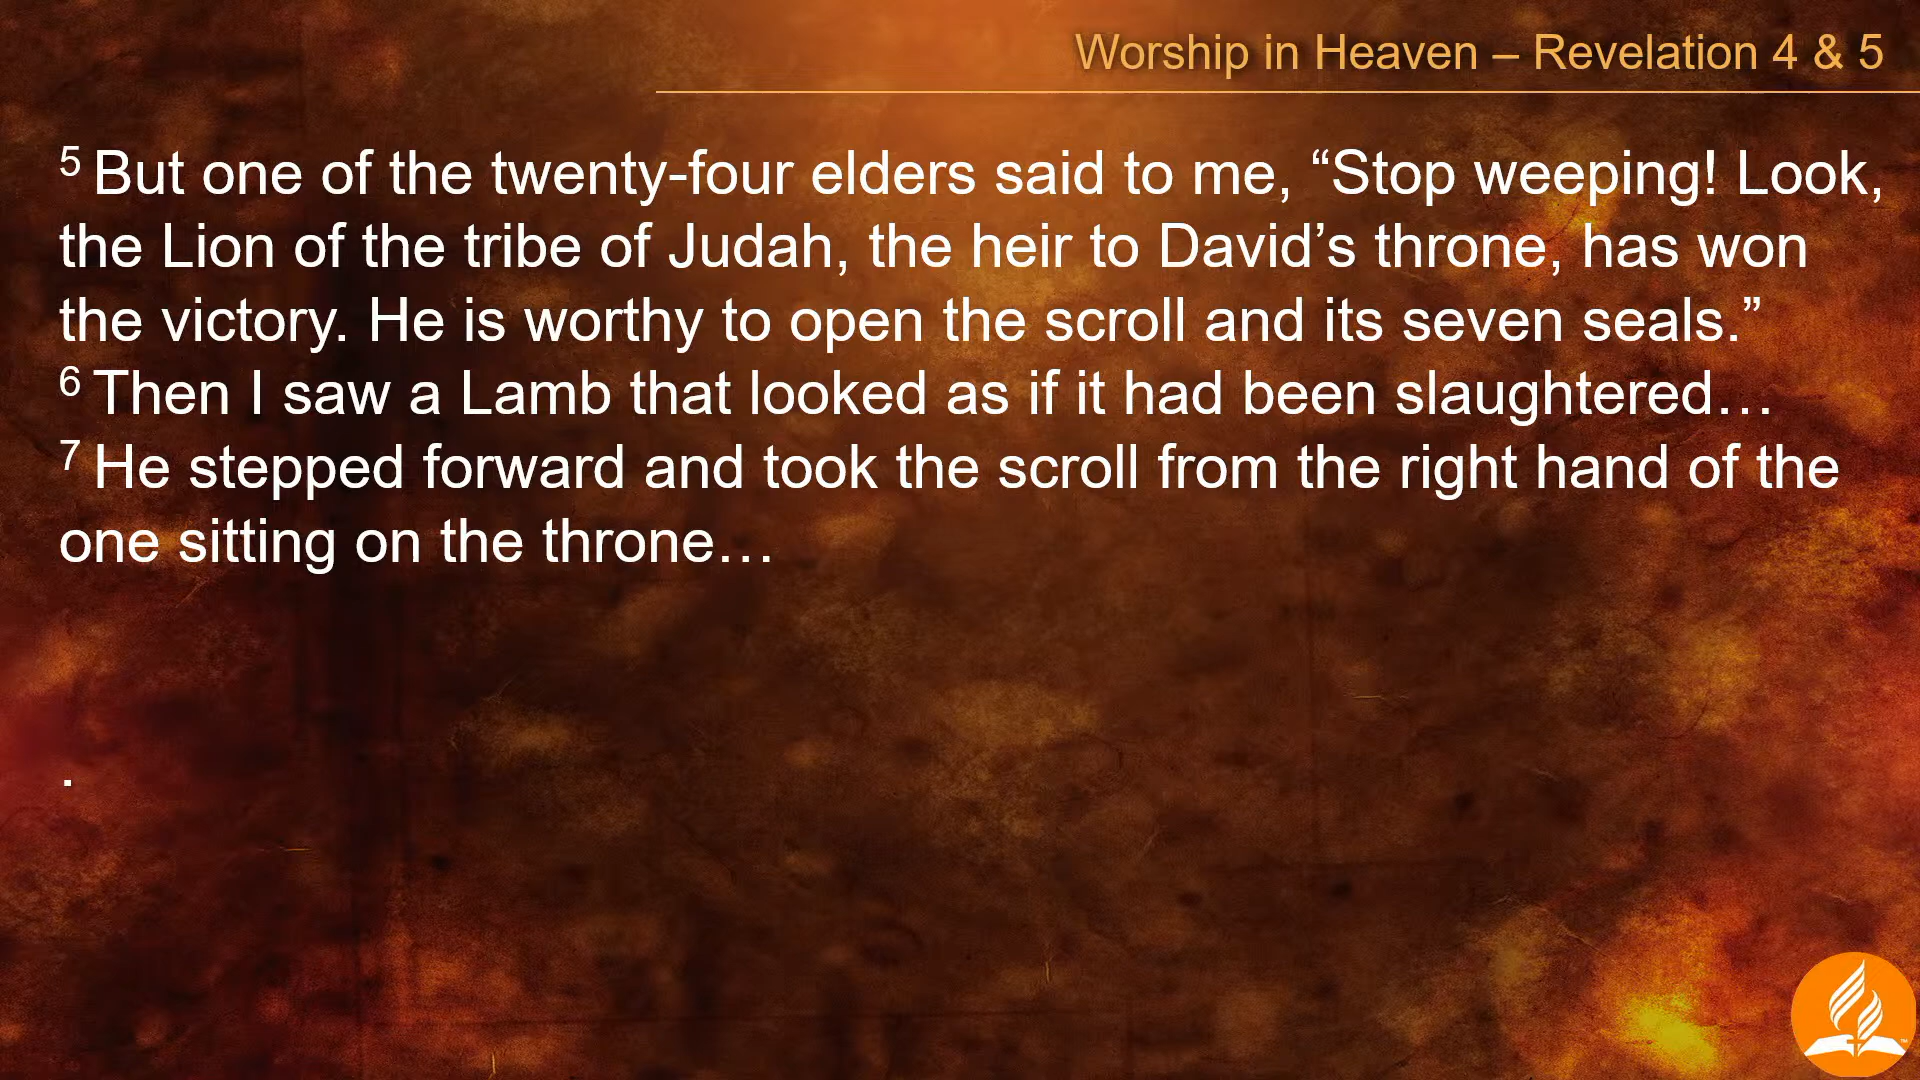 Worship in Heaven – Revelation 4 & 5
5 But one of the twenty-four elders said to me, “Stop weeping! Look,
the Lion of the tribe of Judah, the heir to David’s throne, has won
the victory. He is worthy to open the scroll and its seven seals.”
6 Then I saw a Lamb that looked as if it had been slaughtered…
7 He stepped forward and took the scroll from the right hand of the
one sitting on the throne…
.